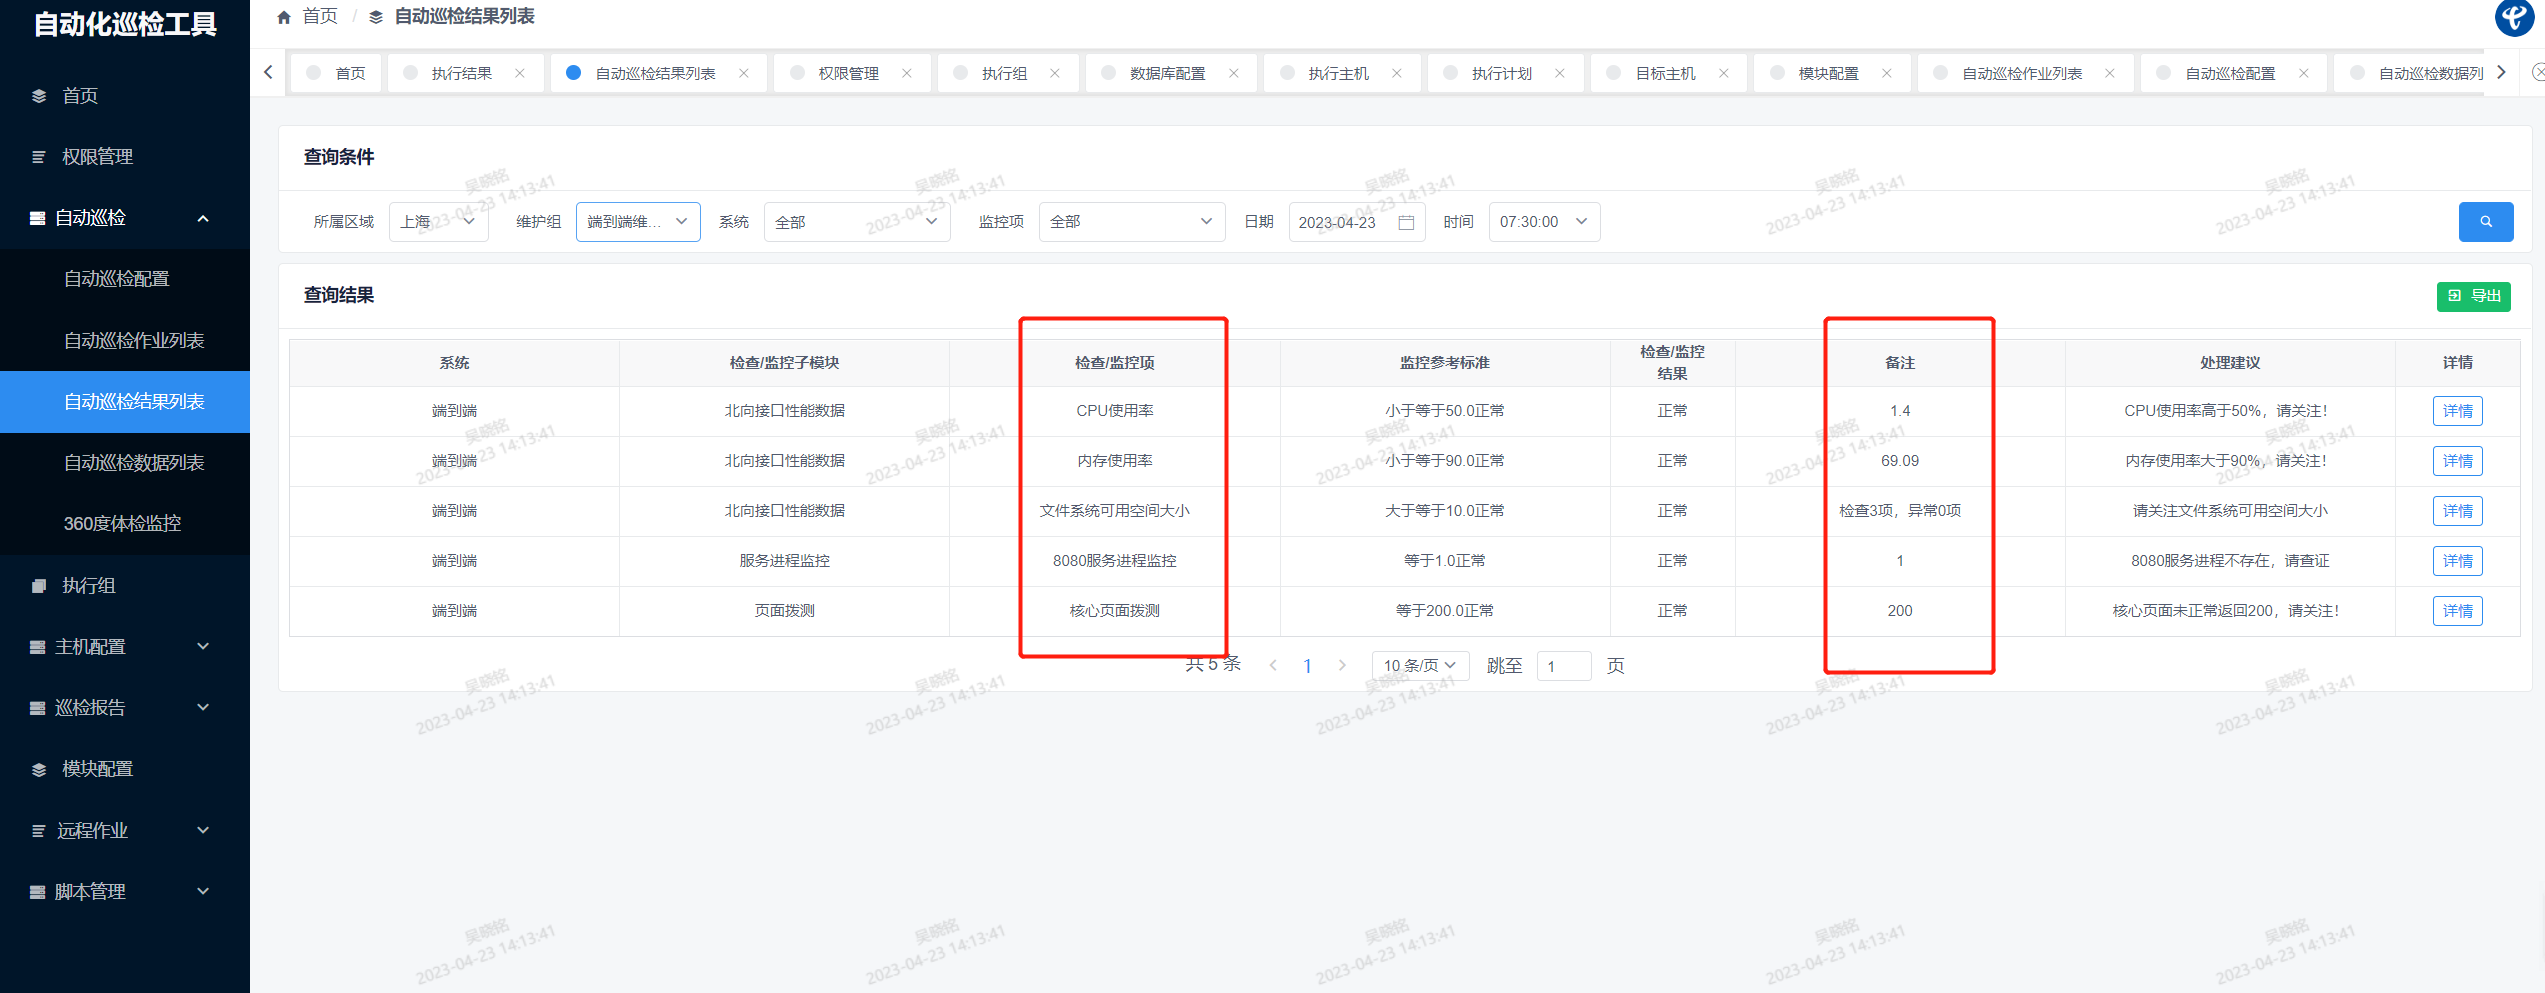 自动化巡检工具
首页
权限管理
自动巡检
自动巡检配置
自动巡检作业列表
自动巡检结果列表
自动巡检数据列表
360度体检监控
执行组
主机配置
巡检报告
模块配置
远程作业
脚本管理
首页 / 自动巡检结果列表
首页 执行结果 自动巡检结果列表 权限管理 执行组 数据库配置 执行主机 执行计划 目标主机 模块配置 自动巡检作业列表 自动巡检配置 自动巡检数据列
查询条件
所属区域 上海 维护组 端到端维... 系统 全部 监控项 全部 日期 2023-04-23 时间 07:30:00
查询结果
导出
系统 检查/监控子模块 检查/监控项 监控参考标准 检查/监控结果 备注 处理建议 详情
端到端 北向接口性能数据 CPU使用率 小于等于50.0正常 正常 1.4 CPU使用率高于50%，请关注! 详情
端到端 北向接口性能数据 内存使用率 小于等于90.0正常 正常 69.09 内存使用率大于90%，请关注! 详情
端到端 北向接口性能数据 文件系统可用空间大小 大于等于10.0正常 正常 检查3项，异常0项 请关注文件系统可用空间大小 详情
端到端 服务进程监控 8080服务进程监控 等于1.0正常 正常 1 8080服务进程不存在，请查证 详情
端到端 页面拨测 核心页面拨测 等于200.0正常 正常 200 核心页面未正常返回200，请关注! 详情
共 5 条 1 10 条/页 跳至 1 页
吴晓铭
2023-04-23 14:13:41